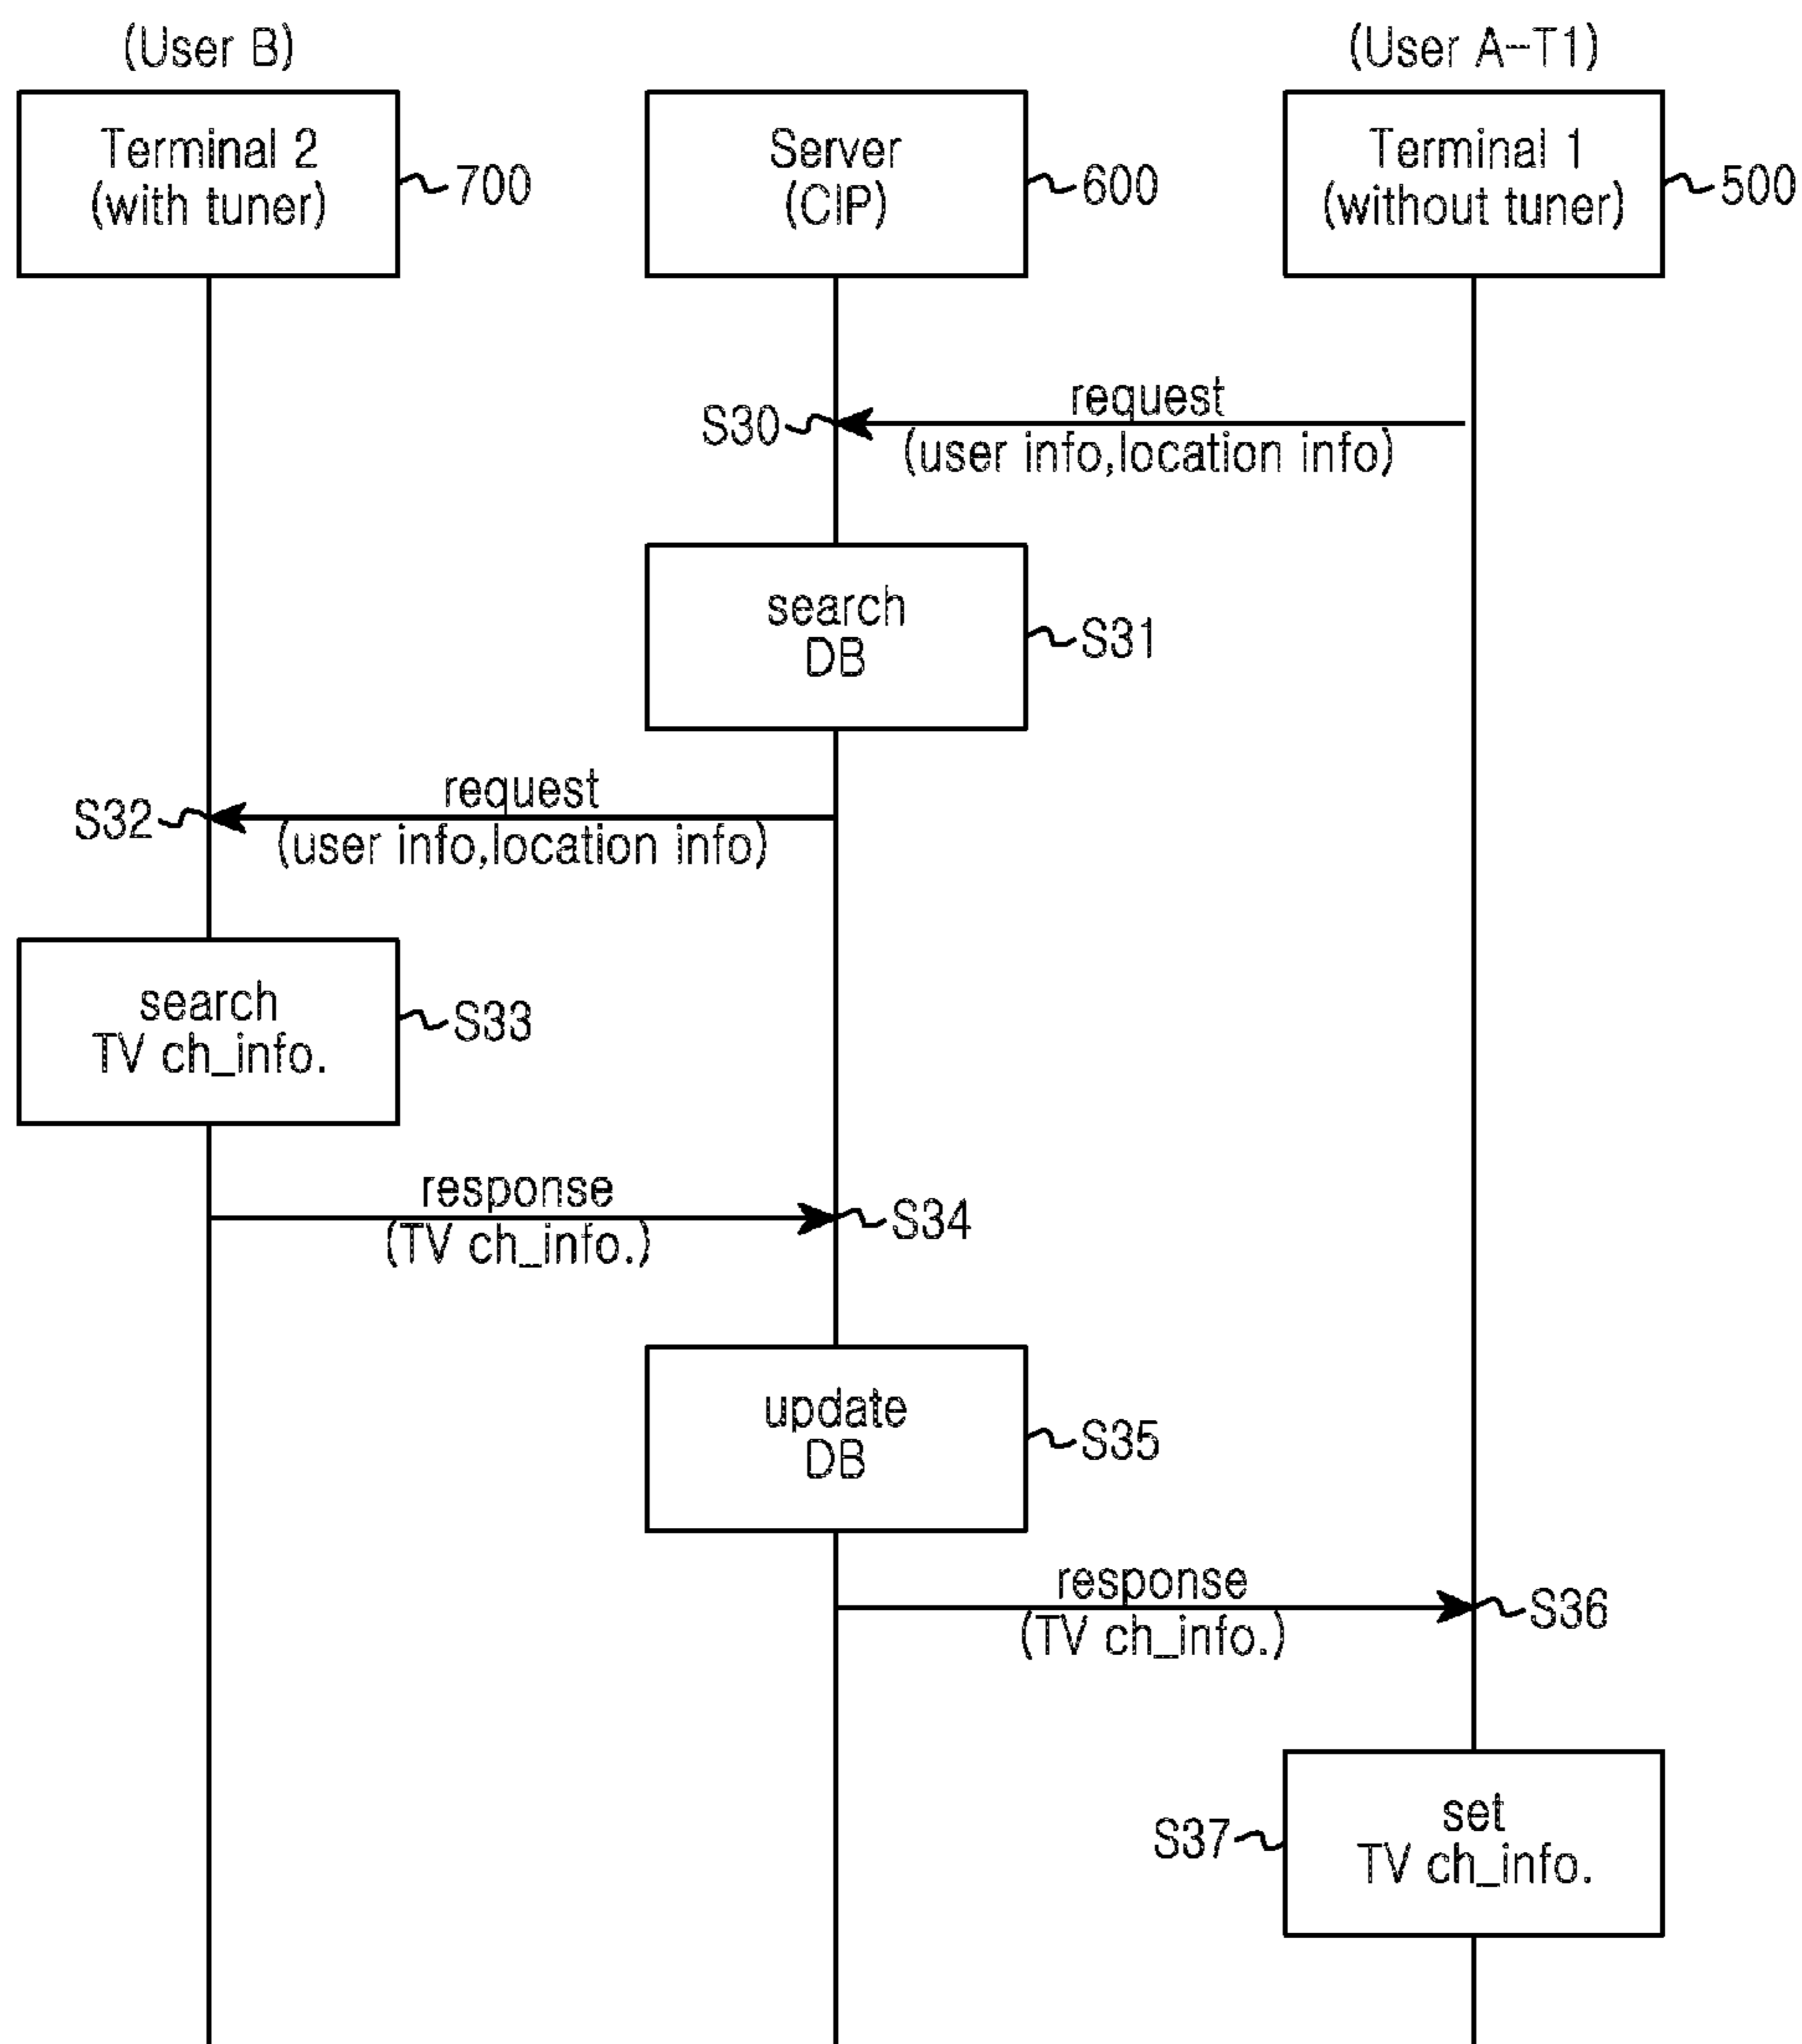 (User B)
(User A-T1)
Terminal 2
(with tuner)
700
Server
(CIP)
600
Terminal 1
(without tuner)
500
S30
request
(user info,location info)
search
DB
S31
S32
request
(user info,location info)
search
TV ch_info.
S33
response
(TV ch_info.)
S34
update
DB
S35
response
(TV ch_info.)
S36
S37
set
TV ch_info.